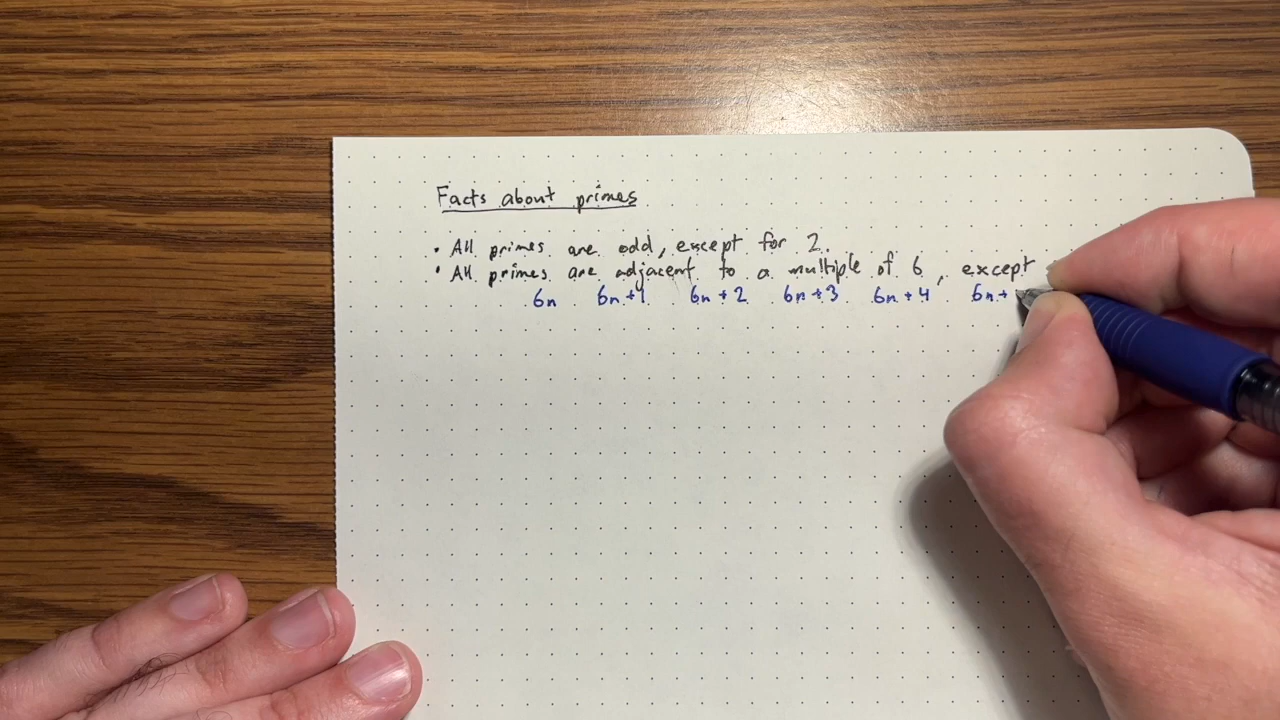 Facts about primes
• All primes are odd, except for 2.
• All primes are adjacent to a multiple of 6, except
6n 6n+1 6n+2 6n+3 6n+4 6n+